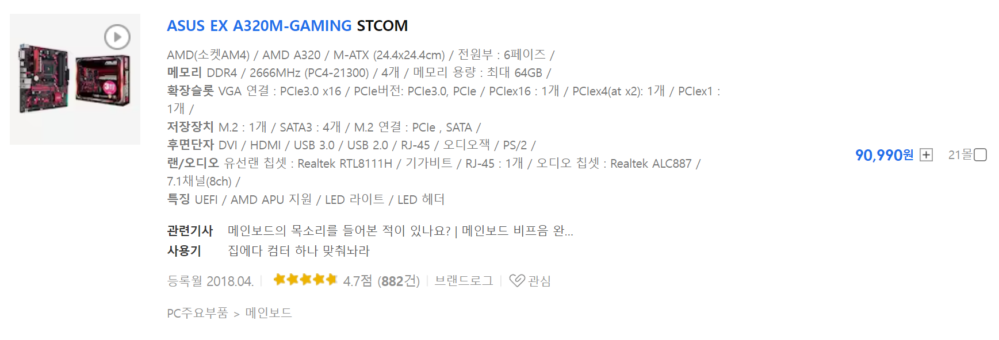 ASUS EX A320M-GAMING STCOM
AMD(소켓AM4) / AMD A320 / M-ATX (24.4x24.4cm) / 전원부 : 6페이즈 /
메모리 DDR4 / 2666MHz (PC4-21300) / 4개 / 메모리 용량 : 최대 64GB /
확장슬롯 VGA 연결 : PCIe3.0 x16 / PCIe버전: PCIe3.0, PCIe / PCIex16 : 1개 / PCIex4(at x2): 1개 / PCIex1 :
1개 /
저장장치 M.2 : 1개 / SATA3 : 4개 / M.2 연결 : PCIe , SATA /
후면단자 DVI / HDMI / USB 3.0 / USB 2.0 / RJ-45 / 오디오잭 / PS/2 /
랜/오디오 유선랜 칩셋 : Realtek RTL8111H / 기가비트 / RJ-45 : 1개 / 오디오 칩셋 : Realtek ALC887 /
7.1채널(8ch) /
특징 UEFI / AMD APU 지원 / LED 라이트 / LED 헤더
90,990원 21몰
관련기사 메인보드의 목소리를 들어본 적이 있나요? | 메인보드 비프음 완...
사용기 집에다 컴터 하나 맞춰놔라
등록월 2018.04. 4.7점 (882건) 브랜드로그 관심
PC주요부품 > 메인보드